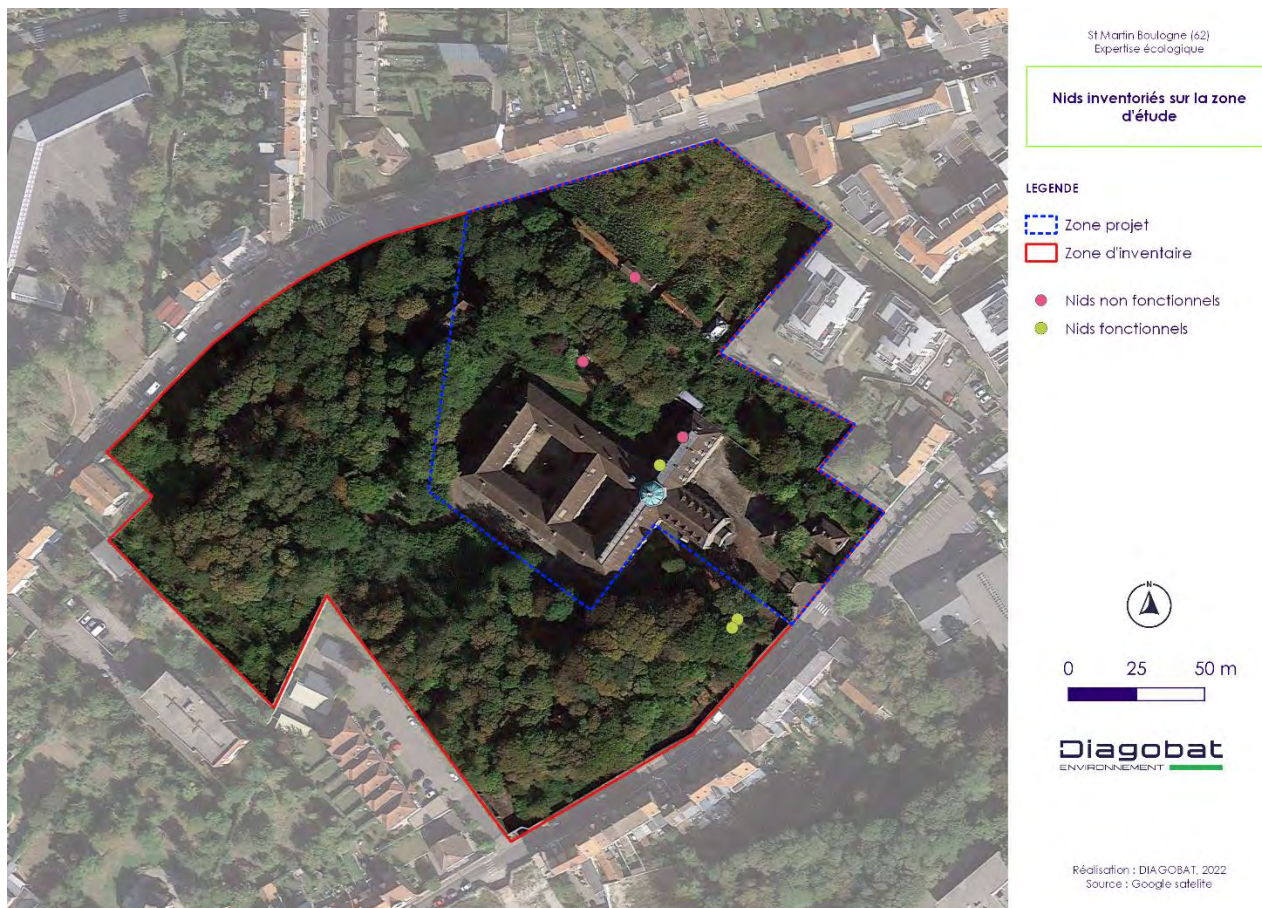 St Martin Boulogne (62)
Expertise écologique
Nids inventoriés sur la zone
d'étude
LEGENDE
Zone projet
Zone d'inventaire
Nids non fonctionnels
Nids fonctionnels
N
0 25 50 m
Diagobat
ENVIRONNEMENT
Réalisation : DIAGOBAT, 2022
Source : Google satelite